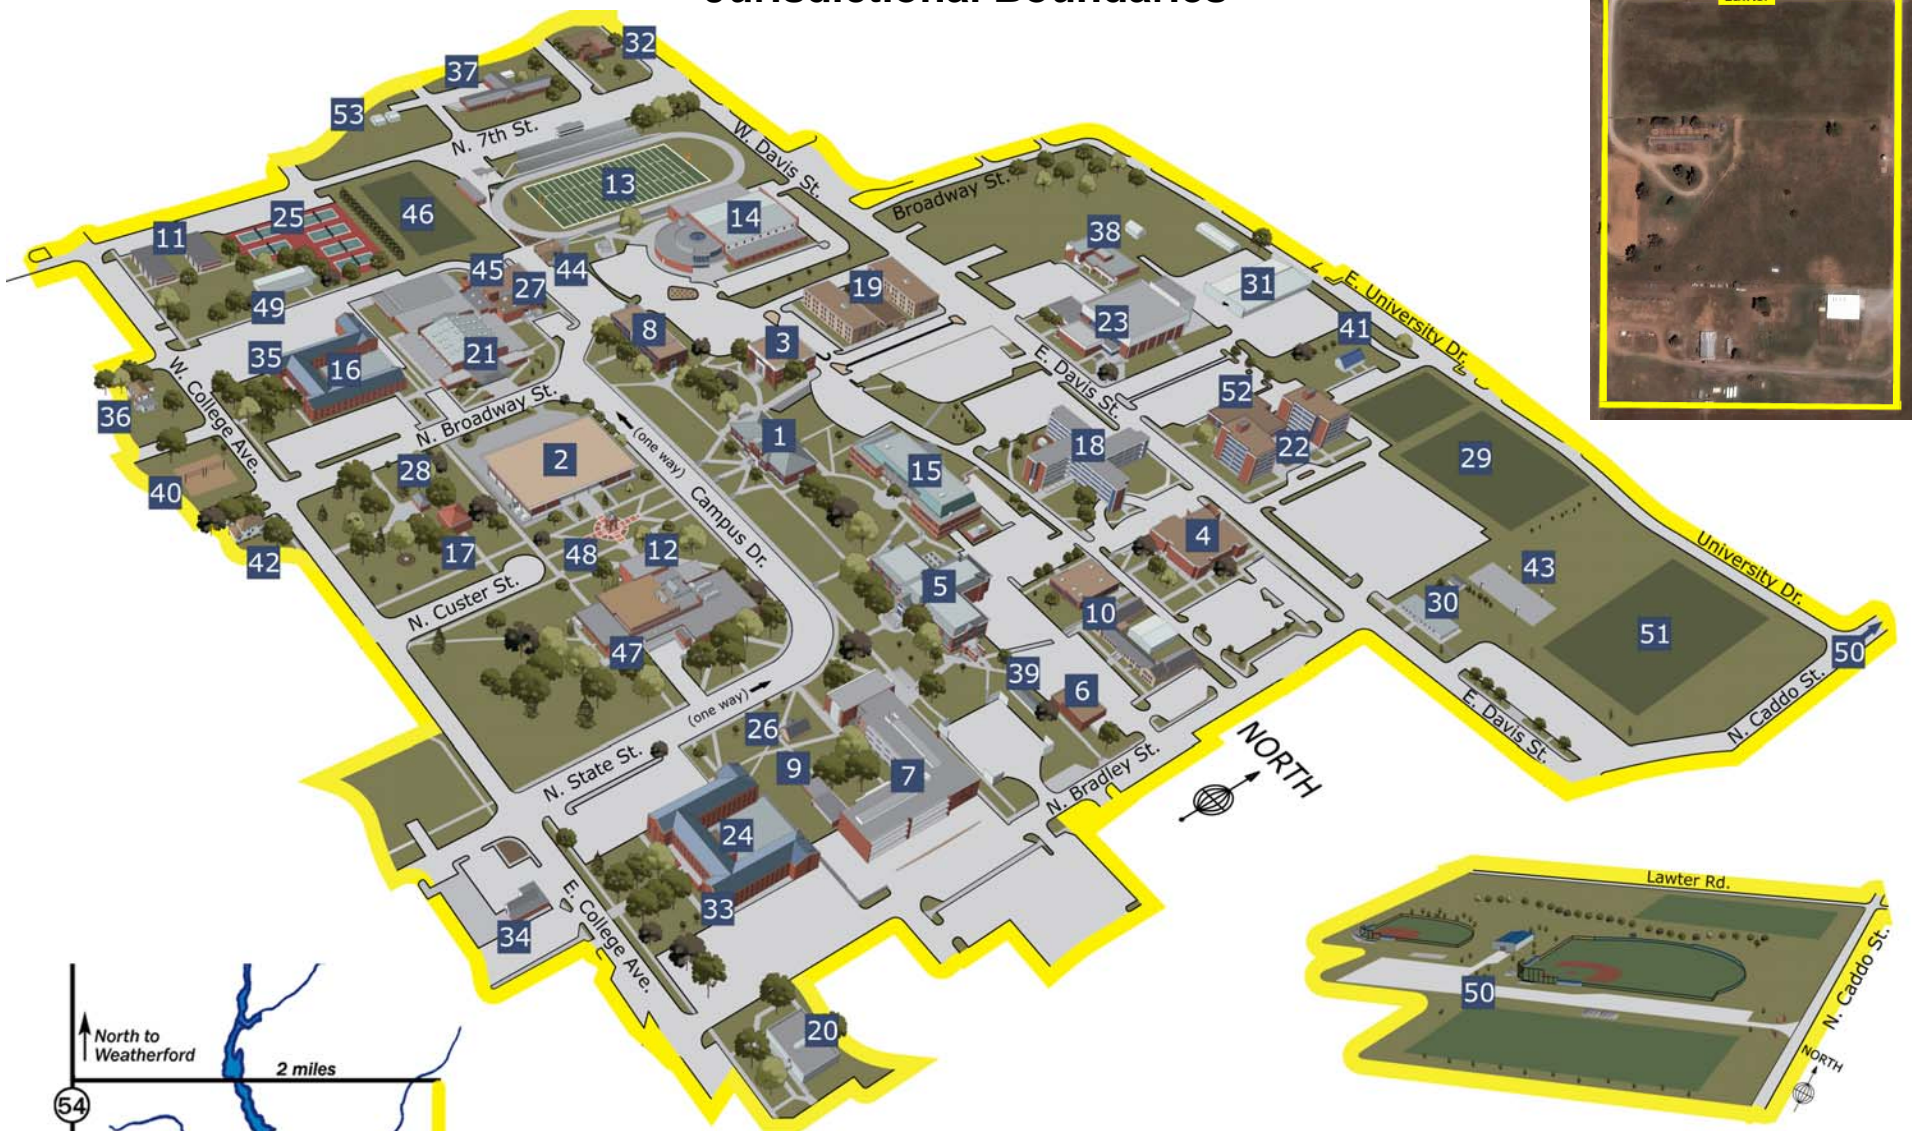 Jurisdictional Boundaries
32
37
53
N. 7th St.
W. Davis St.
13
Broadway St.
25
46
14
11
38
45
44
27
19
31
49
E. University Dr.
8
3
23
41
35
16
21
E. Davis St.
W. College Ave.
52
36
N. Broadway St.
(one way)
1
18
22
28
2
15
29
40
Campus Dr.
17
48
12
4
42
University Dr.
43
N. Custer St.
5
30
10
51
47
50
39
6
E. Davis St.
N. Caddo St.
(one way)
26
NORTH
N. State St.
9
7
N. Bradley St.
24
Lawter Rd.
33
E. College Ave.
34
50
N. Caddo St.
20
North to
Weatherford
2 miles
NORTH
54